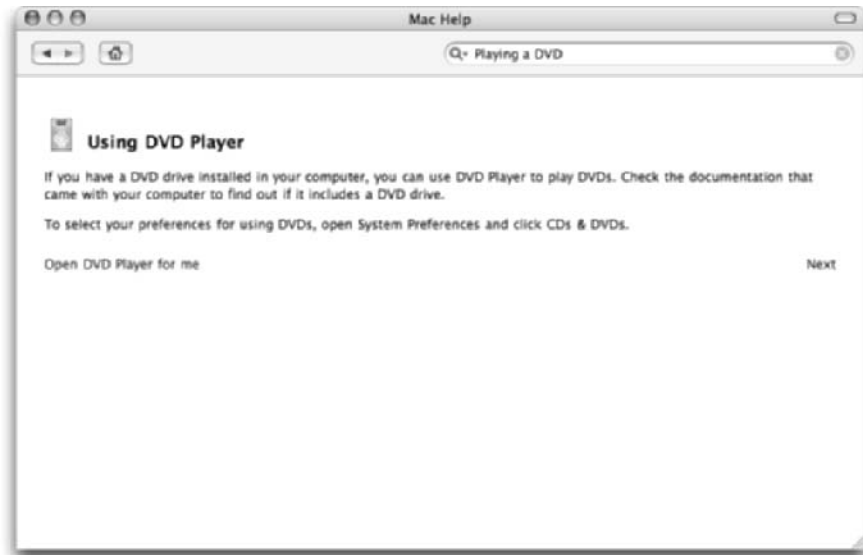 Mac Help
Playing a DVD
Using DVD Player
If you have a DVD drive installed in your computer, you can use DVD Player to play DVDs. Check the documentation that
came with your computer to find out if it includes a DVD drive.
To select your preferences for using DVDs, open System Preferences and click CDs & DVDs.
Open DVD Player for me
Next